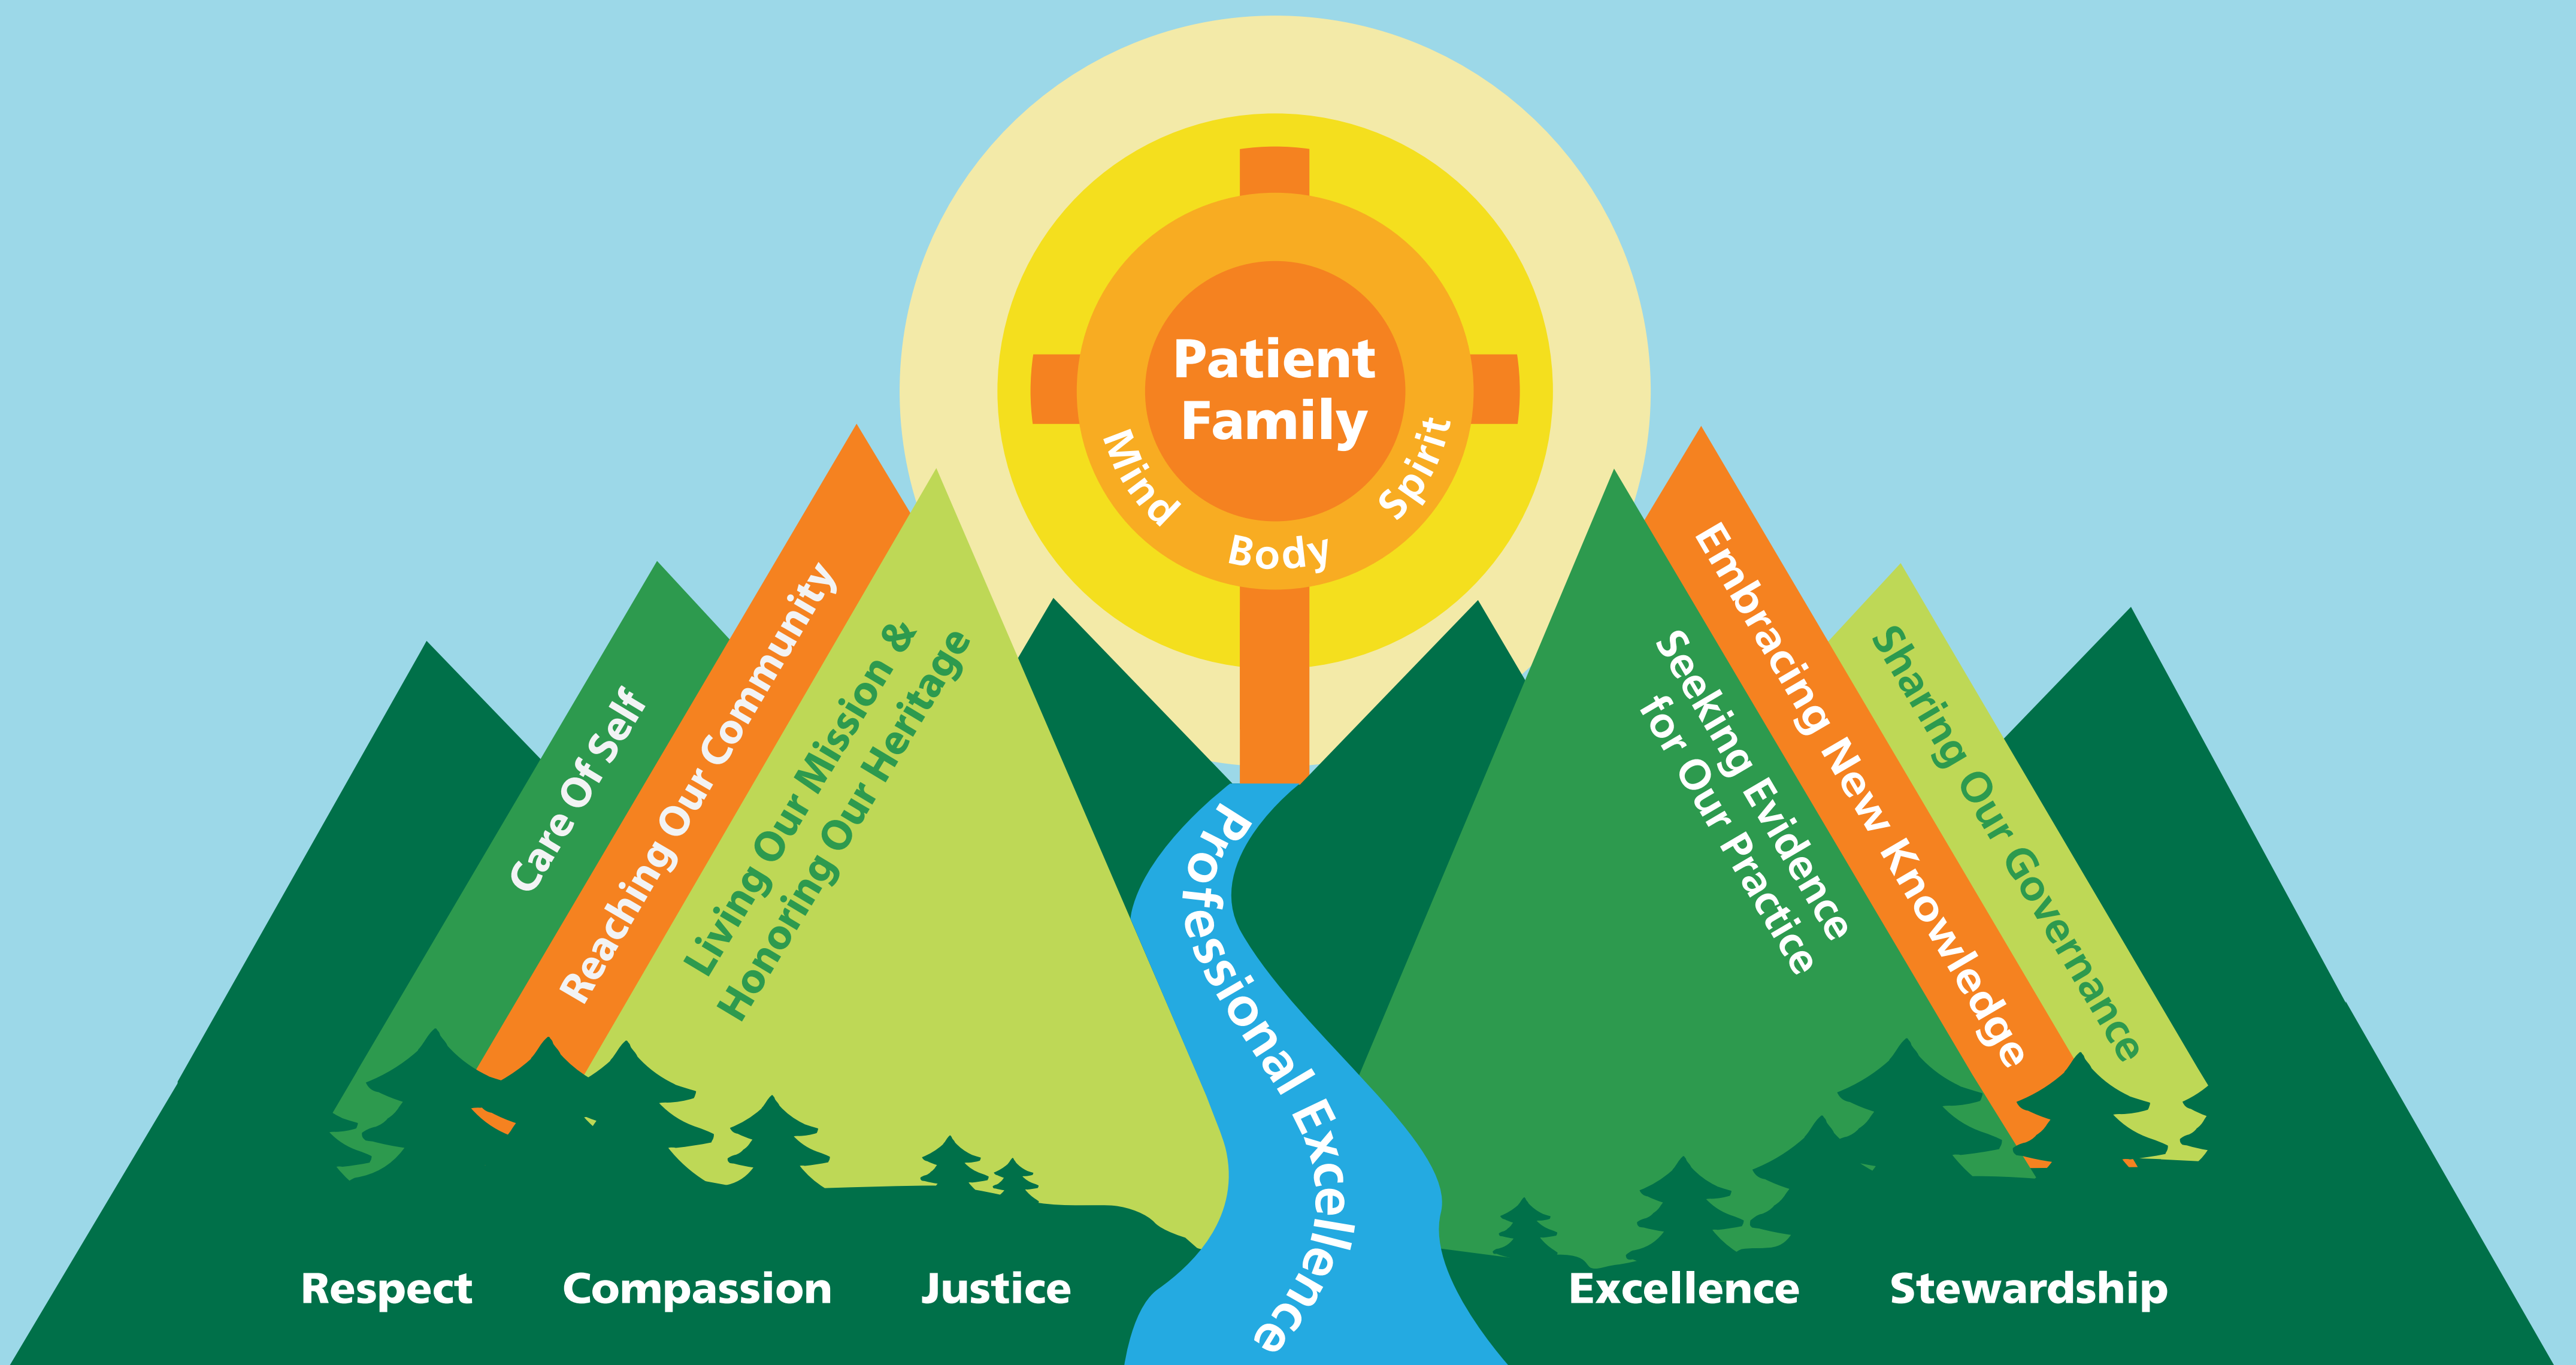 Patient
Family
Mind
Body
Spirit
Care Of Self
Reaching Our Community
Living Our Mission &
Honoring Our Heritage
Professional Excellence
Seeking Evidence
for Our Practice
Embracing New Knowledge
Sharing Our Governance
Respect
Compassion
Justice
Excellence
Stewardship